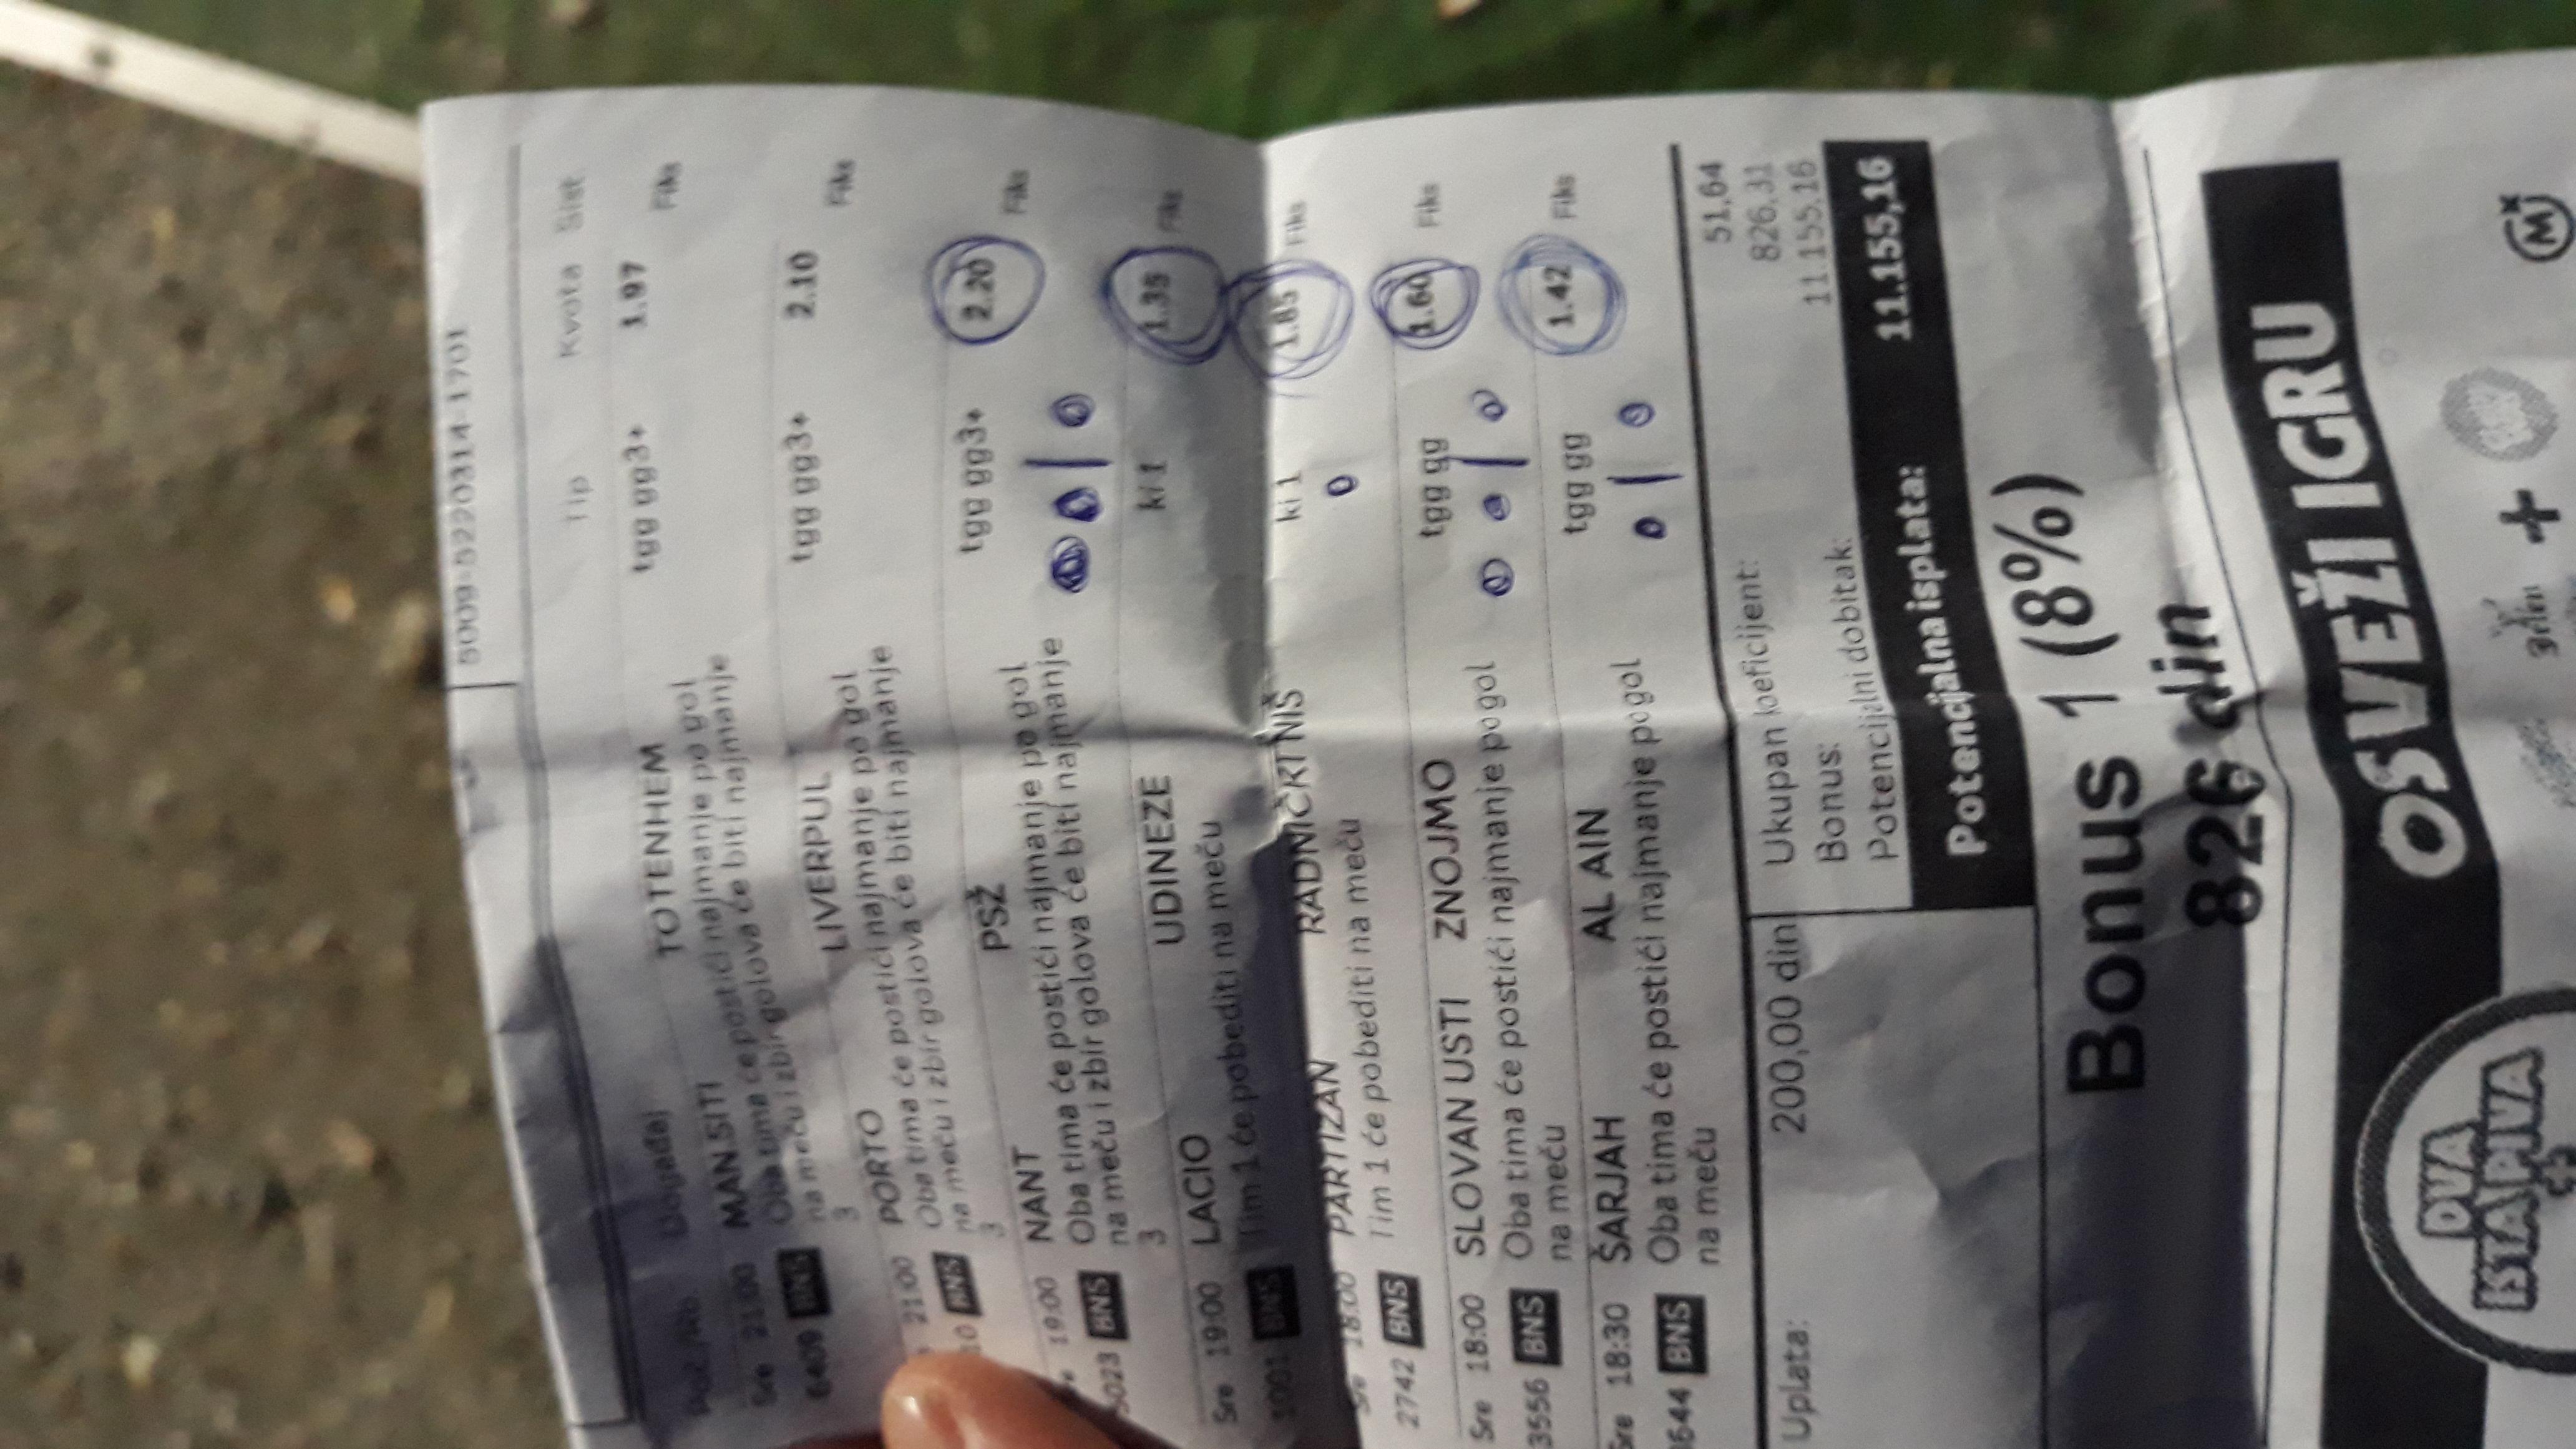 5009-5220314-1701
Poč./Rb. Događaj Tip Kvota Sist
Sre 21:00 MAN.SITI TOTENHEM tgg gg3+ 1.97 Fiks
6409 BNS Oba tima će postići najmanje po gol
na meču i zbir golova će biti najmanje
3
21:00 PORTO LIVERPUL tgg gg3+ 2.10 Fiks
BNS Oba tima će postići najmanje po gol
na meču i zbir golova će biti najmanje
3
19:00 NANT PSŽ tgg gg3+ 2.20 Fiks
5023 BNS Oba tima će postići najmanje po gol
na meču i zbir golova će biti najmanje
3
Sre 19:00 LACIO UDINEZE ki 1 1.35 Fiks
BNS Tim 1 će pobediti na meču
Sre 18:00 PARTIZAN RADNIČKI NIŠ ki 1 1.85 Fiks
2742 BNS Tim 1 će pobediti na meču
Sre 18:00 SLOVAN USTI ZNOJMO tgg gg 1.60 Fiks
3556 BNS Oba tima će postići najmanje po gol
na meču
Sre 18:30 ŠARJAH AL AIN tgg gg 1.42 Fiks
BNS Oba tima će postići najmanje po gol
na meču
Uplata: 200,00 din
Ukupan koeficijent: 51,64
Bonus: 826.31
Potencijalni dobitak: 11.155.16
Potencijalna isplata: 11.155,16
Bonus 1 (8%)
826 din
OSVEŽI IGRU
DVA
ISTA PIVA